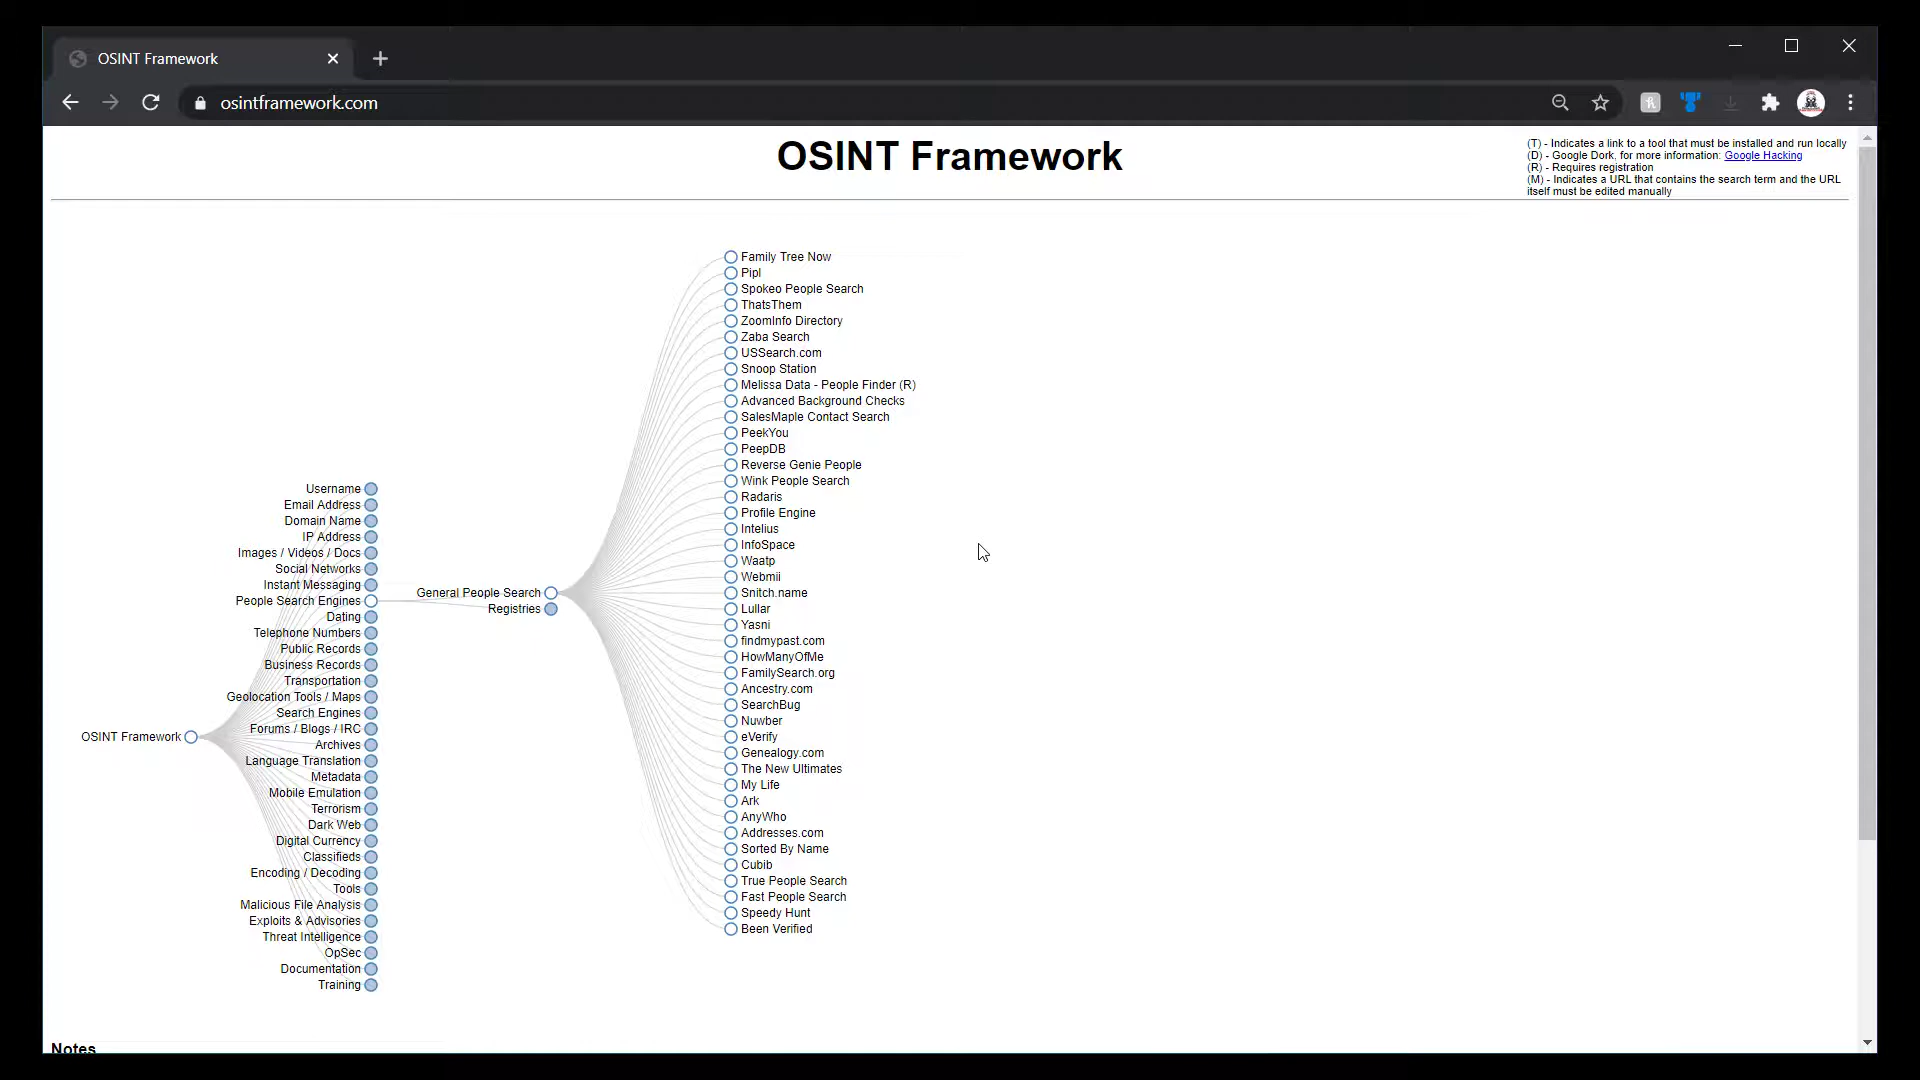 OSINT Framework
osintframework.com
OSINT Framework
(T) - Indicates a link to a tool that must be installed and run locally
(D) - Google Dork, for more information: Google Hacking
(R) - Requires registration
(M) - Indicates a URL that contains the search term and the URL
itself must be edited manually
OSINT Framework
Username
Email Address
Domain Name
IP Address
Images / Videos / Docs
Social Networks
Instant Messaging
People Search Engines
Dating
Telephone Numbers
Public Records
Business Records
Transportation
Geolocation Tools / Maps
Search Engines
Forums / Blogs / IRC
Archives
Language Translation
Metadata
Mobile Emulation
Terrorism
Dark Web
Digital Currency
Classifieds
Encoding / Decoding
Tools
Malicious File Analysis
Exploits & Advisories
Threat Intelligence
OpSec
Documentation
Training
General People Search
Registries
Family Tree Now
Pipl
Spokeo People Search
ThatsThem
ZoomInfo Directory
Zaba Search
USSearch.com
Snoop Station
Melissa Data - People Finder (R)
Advanced Background Checks
SalesMaple Contact Search
PeekYou
PeepDB
Reverse Genie People
Wink People Search
Radaris
Profile Engine
Intelius
InfoSpace
Waatp
Webmii
Snitch.name
Lullar
Yasni
findmypast.com
HowManyOfMe
FamilySearch.org
Ancestry.com
SearchBug
Nuwber
eVerify
Genealogy.com
The New Ultimates
My Life
Ark
AnyWho
Addresses.com
Sorted By Name
Cubib
True People Search
Fast People Search
Speedy Hunt
Been Verified
Notes